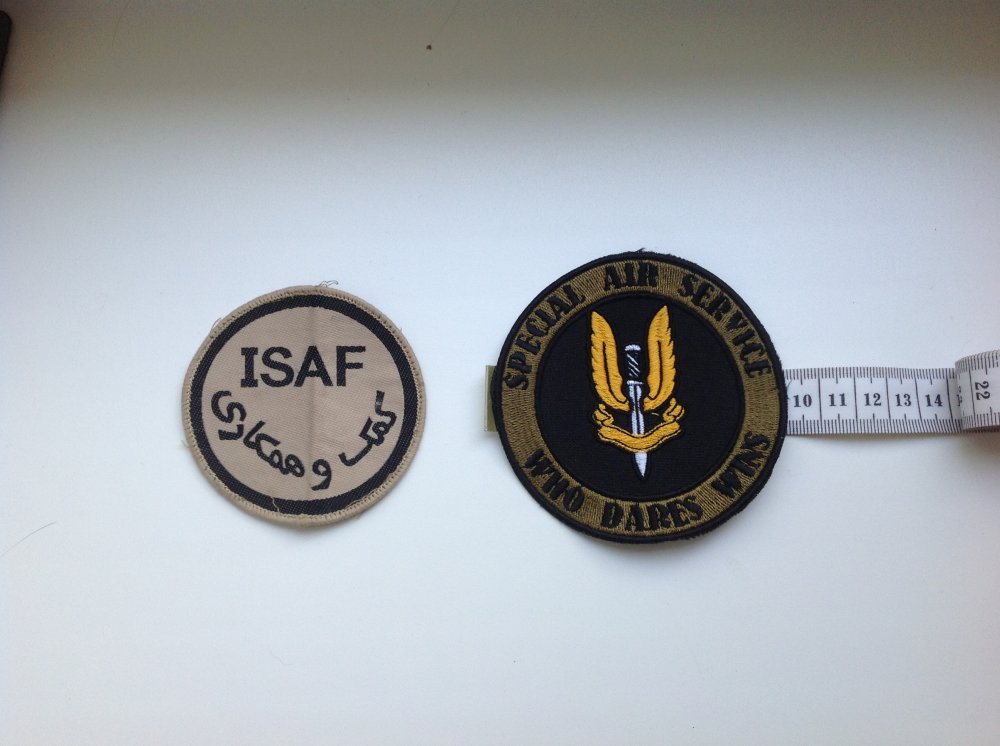 ISAF
کمک و همکاری
SPECIAL AIR SERVICE
WHO DARES WINS
10 11 12 13 14
22